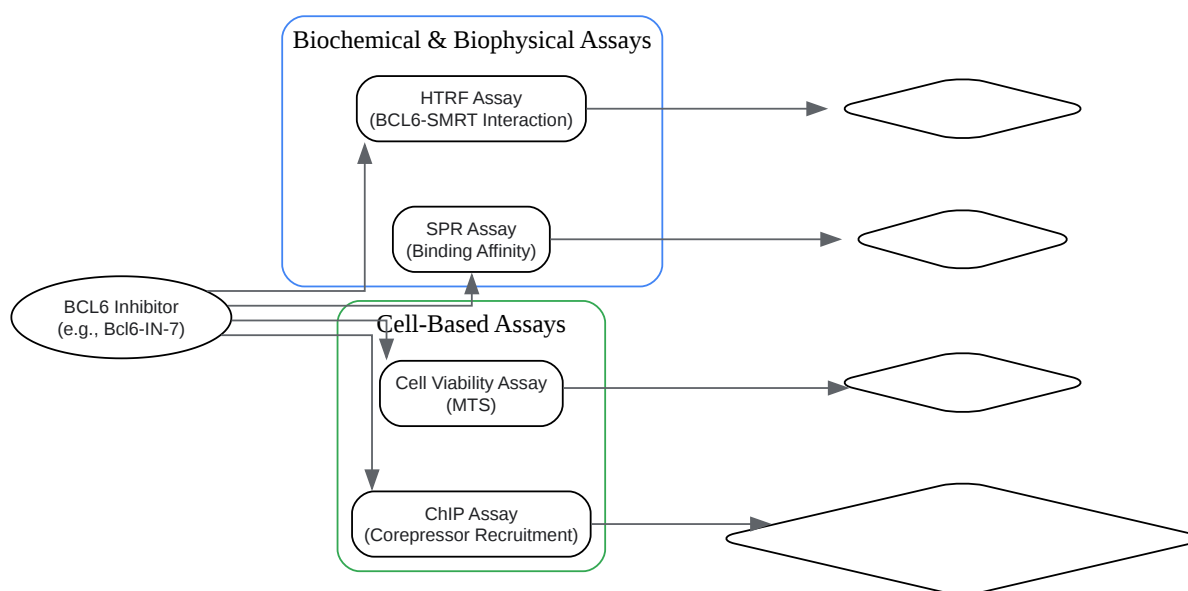 Biochemical & Biophysical Assays
HTRF Assay
(BCL6-SMRT Interaction)
SPR Assay
(Binding Affinity)
BCL6 Inhibitor
(e.g., Bcl6-IN-7)
Cell-Based Assays
Cell Viability Assay
(MTS)
ChIP Assay
(Corepressor Recruitment)